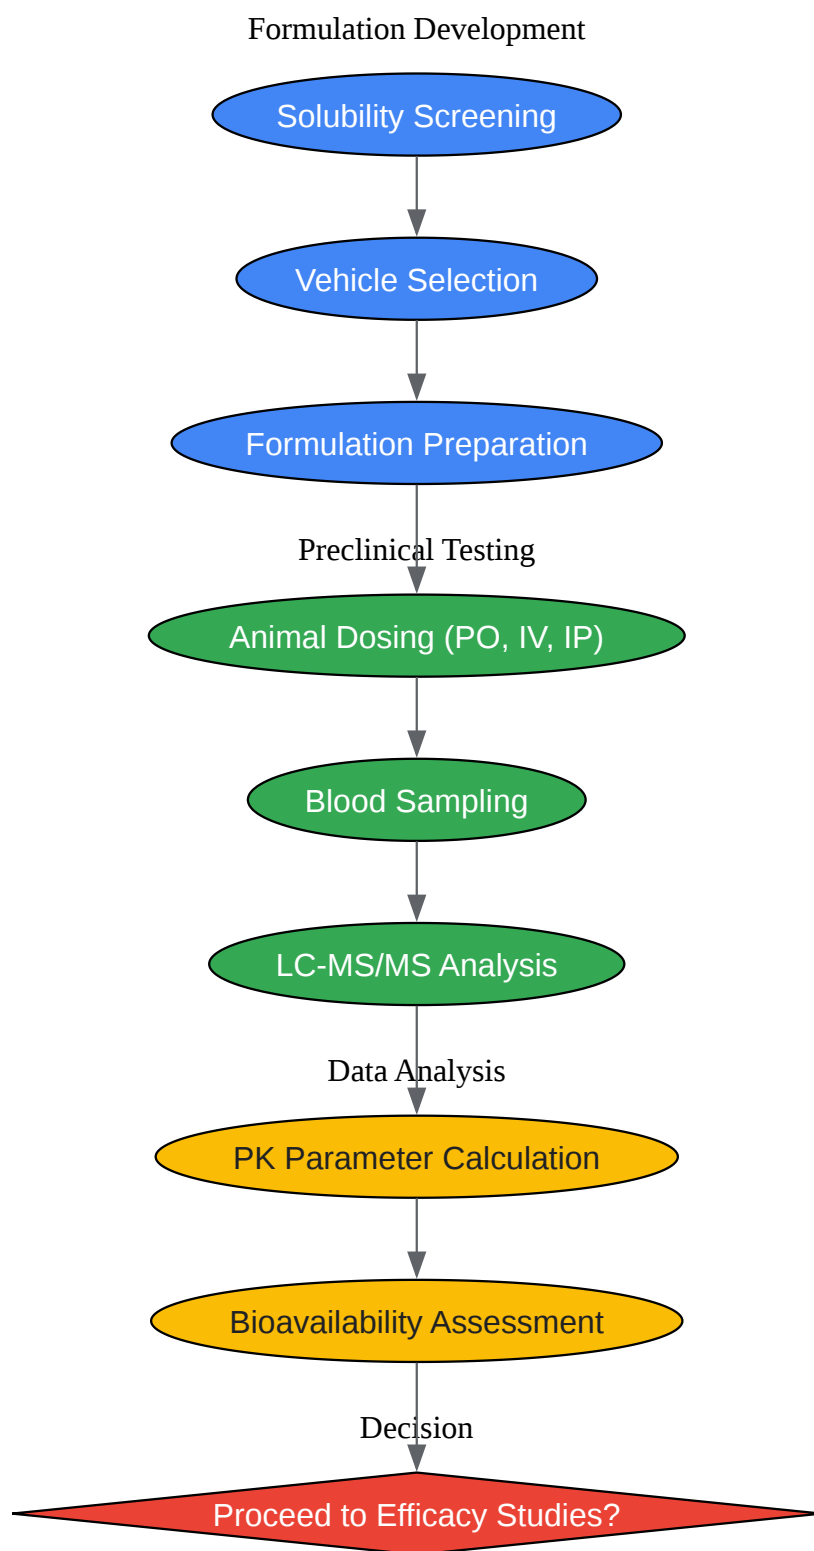 Formulation Development
Solubility Screening
Vehicle Selection
Formulation Preparation
Preclinical Testing
Animal Dosing (PO, IV, IP)
Blood Sampling
LC-MS/MS Analysis
Data Analysis
PK Parameter Calculation
Bioavailability Assessment
Decision
Proceed to Efficacy Studies?